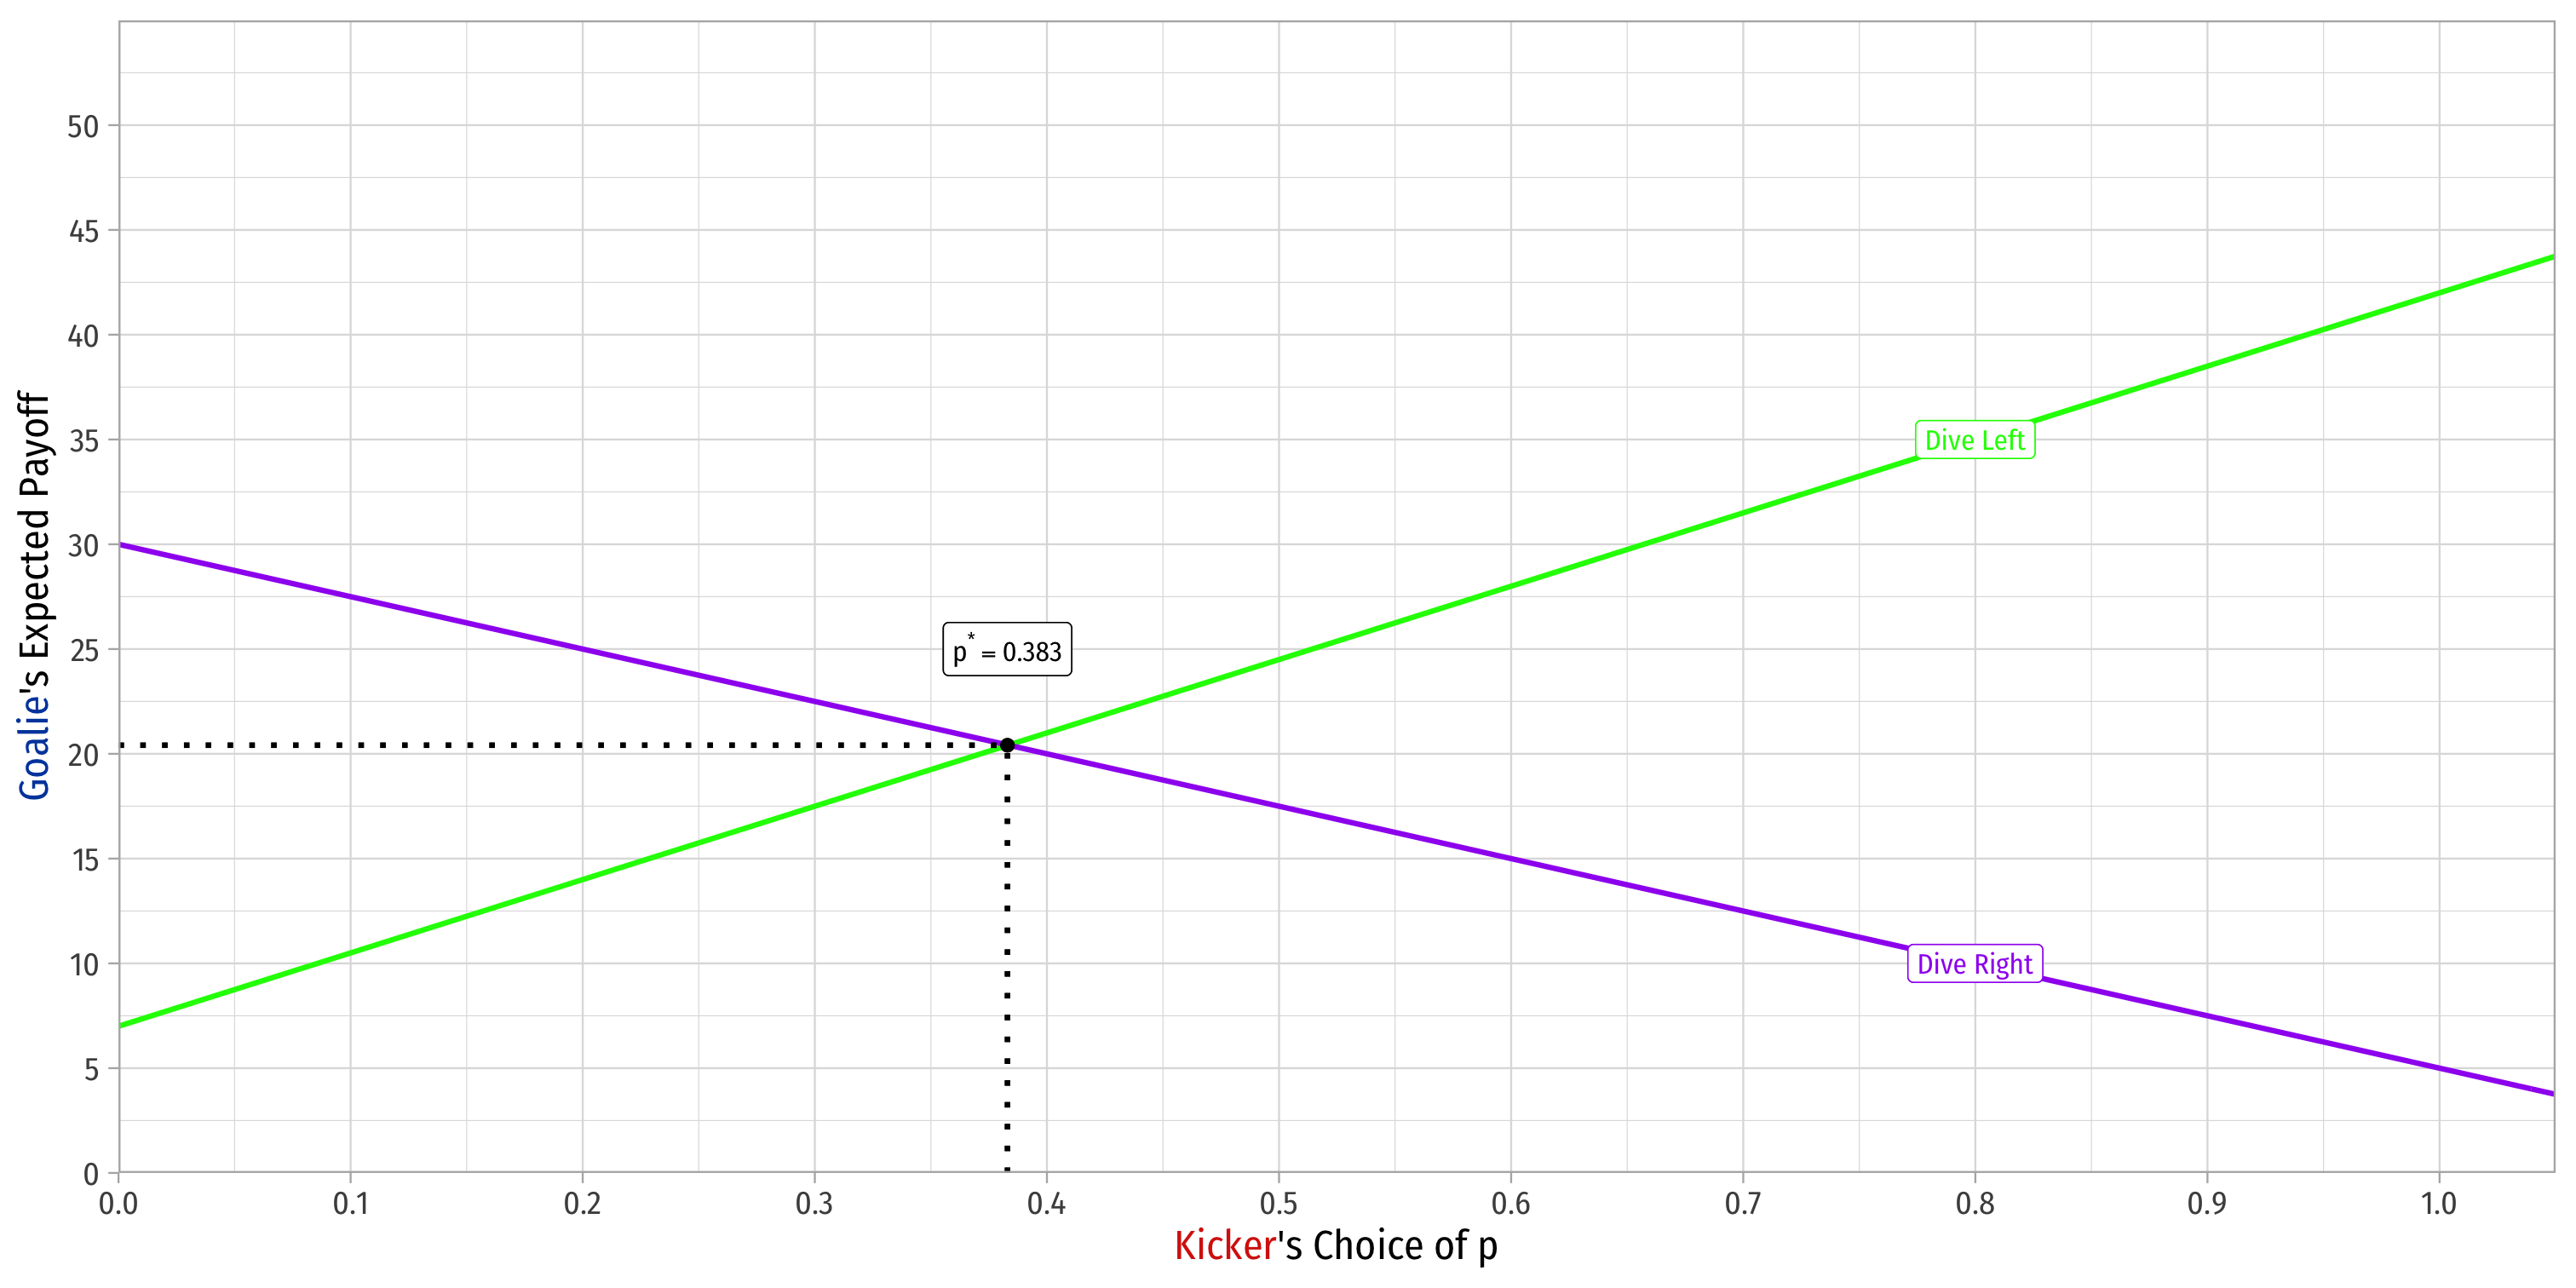 Goalie's Expected Payoff
50
45
40
35
30
25
20
15
10
5
0
Dive Left
p* = 0.383
Dive Right
0.0 0.1 0.2 0.3 0.4 0.5 0.6 0.7 0.8 0.9 1.0
Kicker's Choice of p